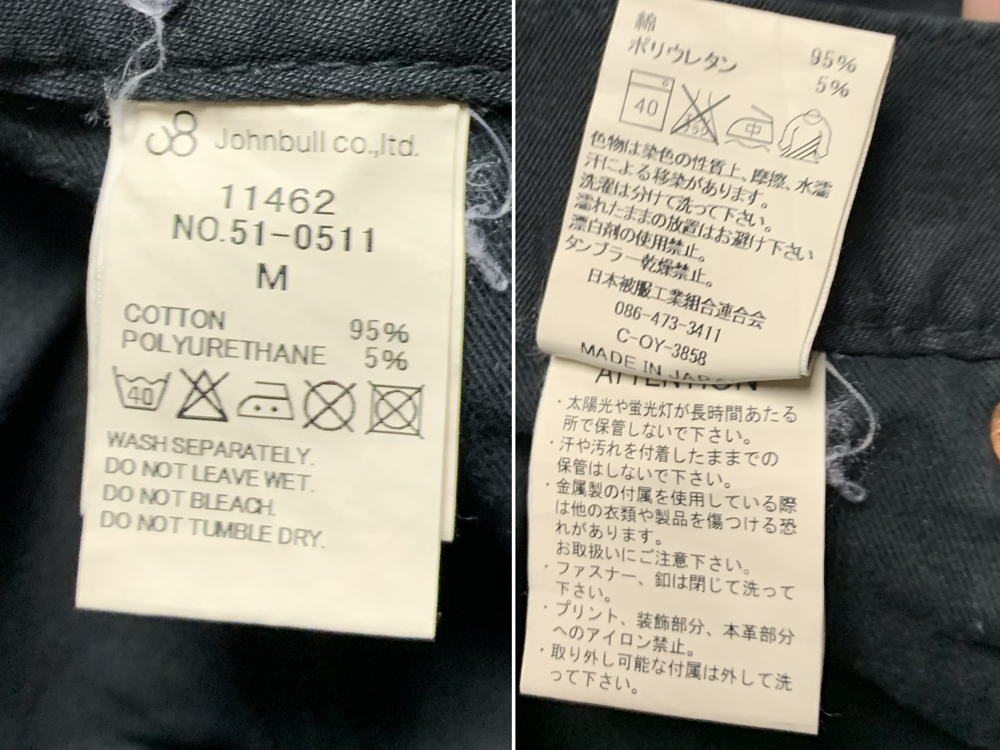 Johnbull co.,ltd.
11462
NO.51-0511
M
COTTON 95%
POLYURETHANE 5%
40
WASH SEPARATELY.
DO NOT LEAVE WET.
DO NOT BLEACH.
DO NOT TUMBLE DRY.
綿 95%
ポリウレタン 5%
40
中
色物は染色の性質上、摩擦、水濡
汗による移染があります。
洗濯は分けて洗って下さい。
濡れたままの放置はお避け下さい
漂白剤の使用禁止。
タンブラー乾燥禁止。
日本被服工業組合連合会
086-473-3411
C-OY-3858
MADE IN JAPAN
ATTENTION
・太陽光や蛍光灯が長時間あたる
所で保管しないで下さい。
・汗や汚れを付着したままでの
保管はしないで下さい。
・金属製の付属を使用している際
は他の衣類や製品を傷つける恐
れがあります。
お取扱いにご注意下さい。
・ファスナー、釦は閉じて洗って
下さい。
・プリント、装飾部分、本革部分
へのアイロン禁止。
・取り外し可能な付属は外して洗
って下さい。